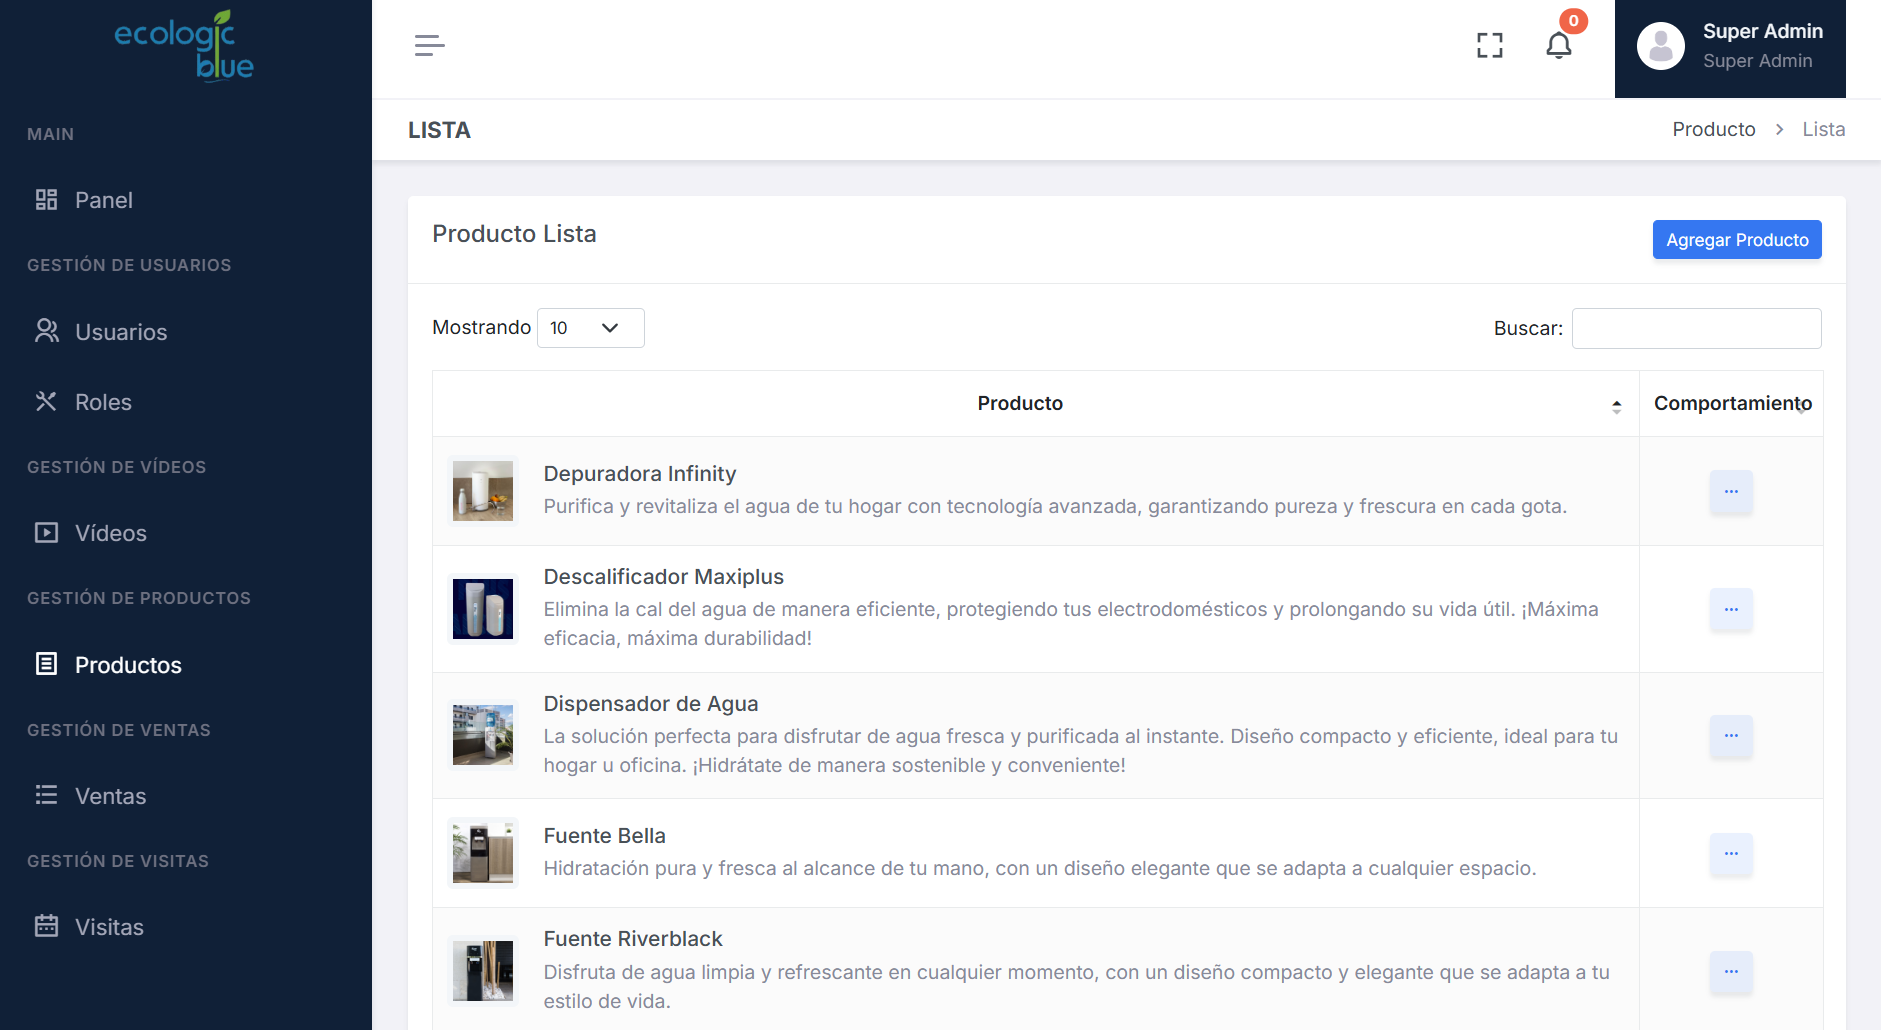 ecologic
blue
MAIN
Panel
GESTIÓN DE USUARIOS
Usuarios
Roles
GESTIÓN DE VÍDEOS
Vídeos
GESTIÓN DE PRODUCTOS
Productos
GESTIÓN DE VENTAS
Ventas
GESTIÓN DE VISITAS
Visitas
0
Super Admin
Super Admin
LISTA
Producto > Lista
Producto Lista
Agregar Producto
Mostrando 10
Buscar:
Producto Comportamiento
Depuradora Infinity
Purifica y revitaliza el agua de tu hogar con tecnología avanzada, garantizando pureza y frescura en cada gota.
Descalificador Maxiplus
Elimina la cal del agua de manera eficiente, protegiendo tus electrodomésticos y prolongando su vida útil. ¡Máxima
eficacia, máxima durabilidad!
Dispensador de Agua
La solución perfecta para disfrutar de agua fresca y purificada al instante. Diseño compacto y eficiente, ideal para tu
hogar u oficina. ¡Hidrátate de manera sostenible y conveniente!
Fuente Bella
Hidratación pura y fresca al alcance de tu mano, con un diseño elegante que se adapta a cualquier espacio.
Fuente Riverblack
Disfruta de agua limpia y refrescante en cualquier momento, con un diseño compacto y elegante que se adapta a tu
estilo de vida.